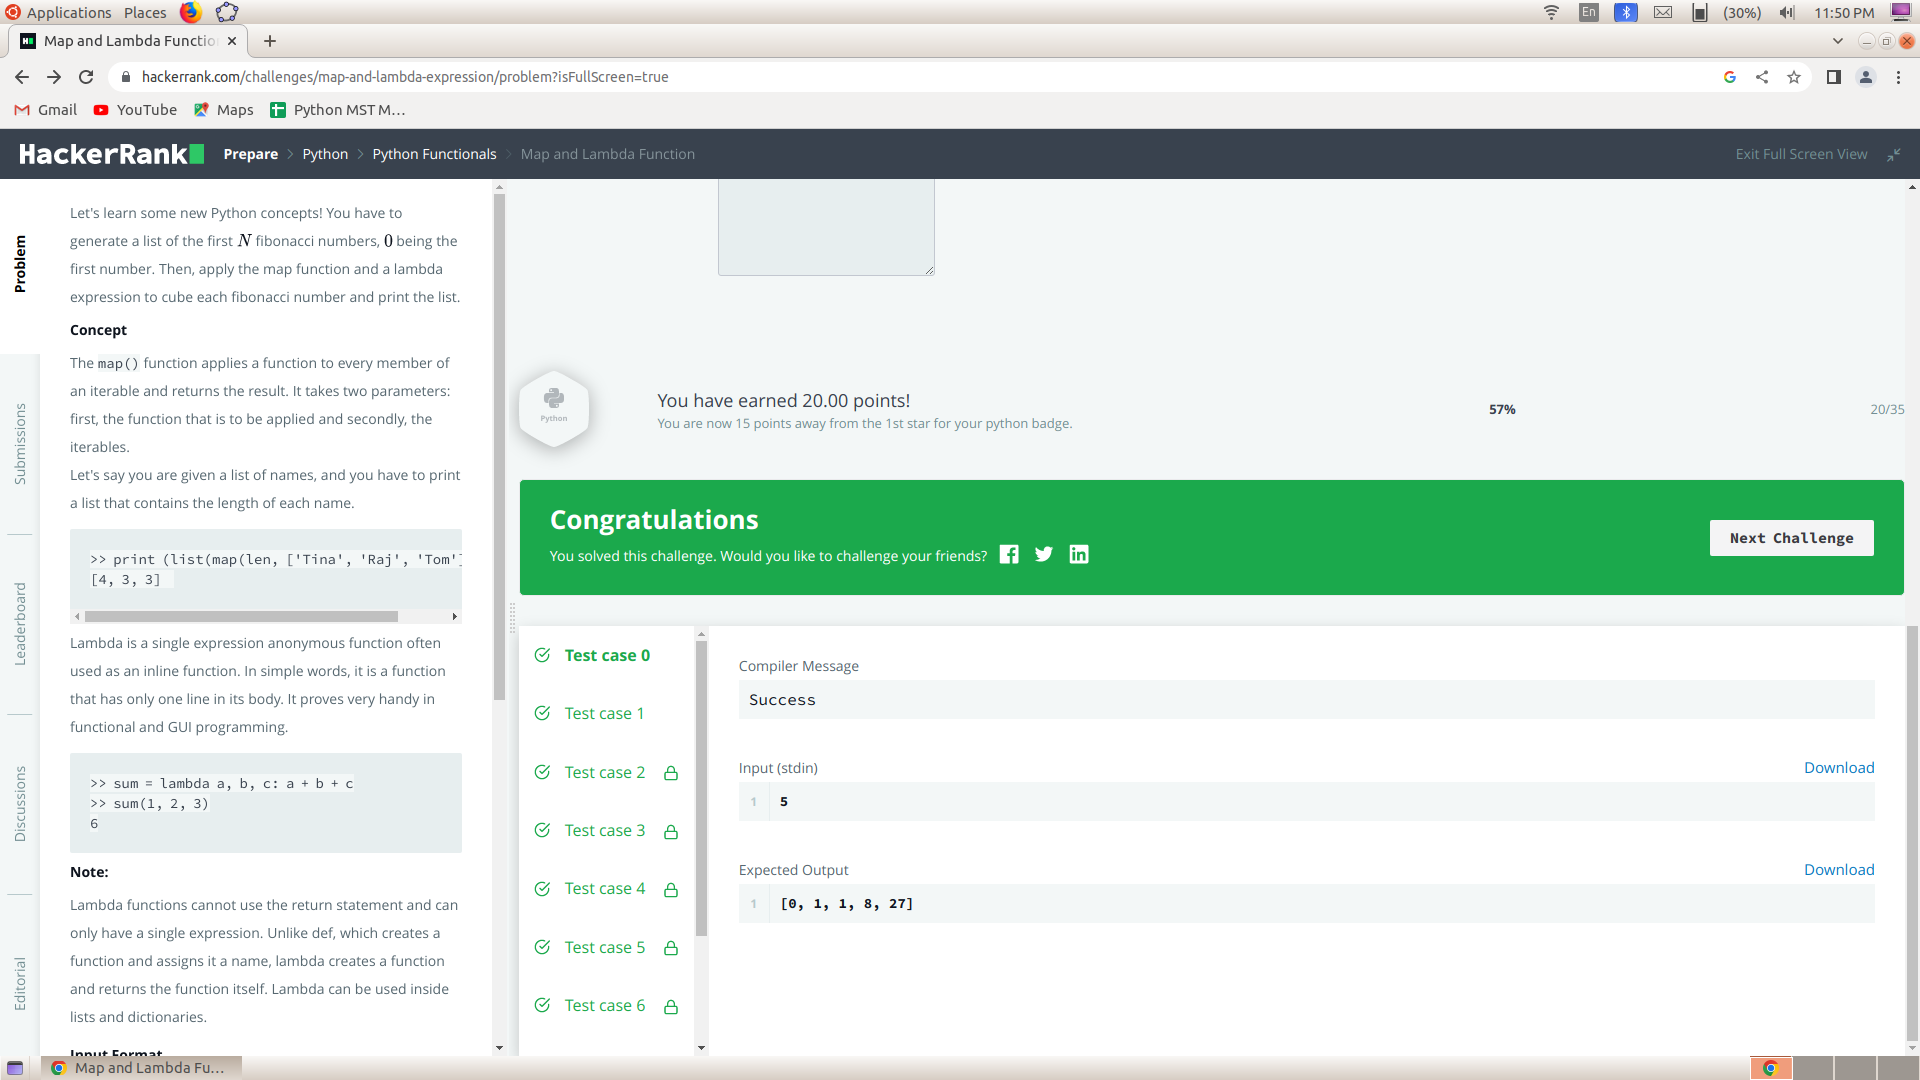 Applications Places
En
(30%)
11:50 PM
Map and Lambda Functio
hackerrank.com/challenges/map-and-lambda-expression/problem?isFullScreen=true
Gmail YouTube Maps Python MST M...
HackerRank Prepare > Python > Python Functionals > Map and Lambda Function
Exit Full Screen View
Problem
Submissions
Leaderboard
Discussions
Editorial
Let's learn some new Python concepts! You have to
generate a list of the first N fibonacci numbers, 0 being the
first number. Then, apply the map function and a lambda
expression to cube each fibonacci number and print the list.
Concept
The map() function applies a function to every member of
an iterable and returns the result. It takes two parameters:
first, the function that is to be applied and secondly, the
iterables.
Let's say you are given a list of names, and you have to print
a list that contains the length of each name.
>> print (list(map(len, ['Tina', 'Raj', 'Tom']
[4, 3, 3]
Lambda is a single expression anonymous function often
used as an inline function. In simple words, it is a function
that has only one line in its body. It proves very handy in
functional and GUI programming.
>> sum = lambda a, b, c: a + b + c
>> sum(1, 2, 3)
6
Note:
Lambda functions cannot use the return statement and can
only have a single expression. Unlike def, which creates a
function and assigns it a name, lambda creates a function
and returns the function itself. Lambda can be used inside
lists and dictionaries.
Input Format
Python
You have earned 20.00 points!
You are now 15 points away from the 1st star for your python badge.
57%
20/35
Congratulations
You solved this challenge. Would you like to challenge your friends?
Next Challenge
Test case 0
Test case 1
Test case 2
Test case 3
Test case 4
Test case 5
Test case 6
Compiler Message
Success
Input (stdin)
Download
1 5
Expected Output
Download
1 [0, 1, 1, 8, 27]
Map and Lambda Fu...